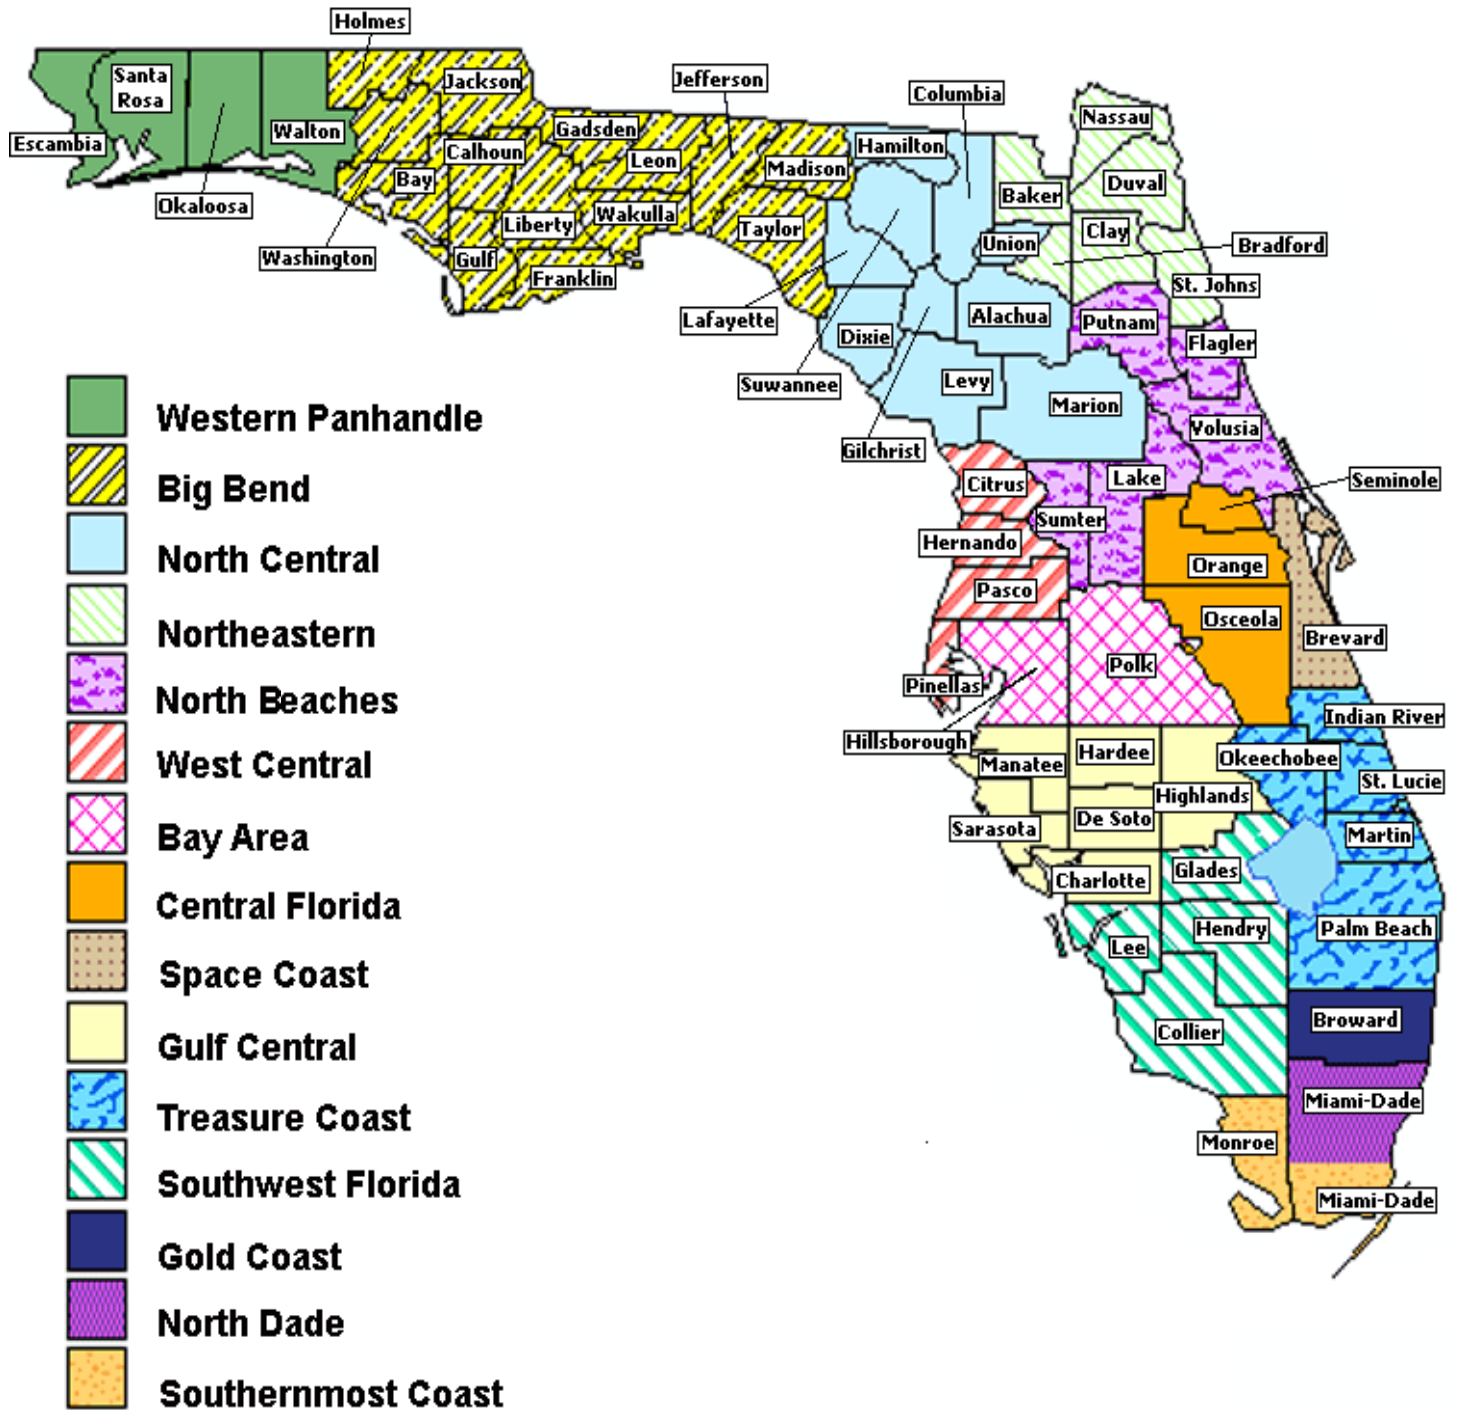 Holmes
Santa
Rosa
Jackson
Jefferson
Columbia
Nassau
Escambia
Walton
Gadsden
Hamilton
Calhoun
Leon
Madison
Bay
Baker
Duval
Okaloosa
Liberty
Wakulla
Taylor
Union
Clay
Bradford
Washington
Gulf
Franklin
St. Johns
Lafayette
Alachua
Putnam
Dixie
Flagler
Suwannee
Levy
Marion
Volusia
Gilchrist
Citrus
Lake
Seminole
Sumter
Hernando
Orange
Pasco
Osceola
Brevard
Polk
Pinellas
Indian River
Hillsborough
Manatee
Hardee
Okeechobee
St. Lucie
Highlands
Sarasota
De Soto
Martin
Glades
Charlotte
Lee
Hendry
Palm Beach
Collier
Broward
Miami-Dade
Monroe
Miami-Dade
Western Panhandle
Big Bend
North Central
Northeastern
North Beaches
West Central
Bay Area
Central Florida
Space Coast
Gulf Central
Treasure Coast
Southwest Florida
Gold Coast
North Dade
Southernmost Coast